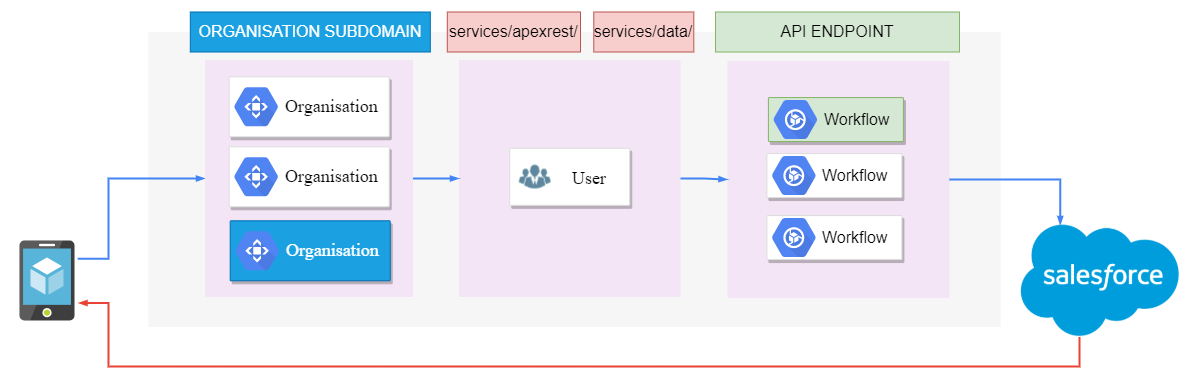 ORGANISATION SUBDOMAIN
services/apexrest/
services/data/
API ENDPOINT
Organisation
Organisation
Organisation
User
Workflow
Workflow
Workflow
salesforce